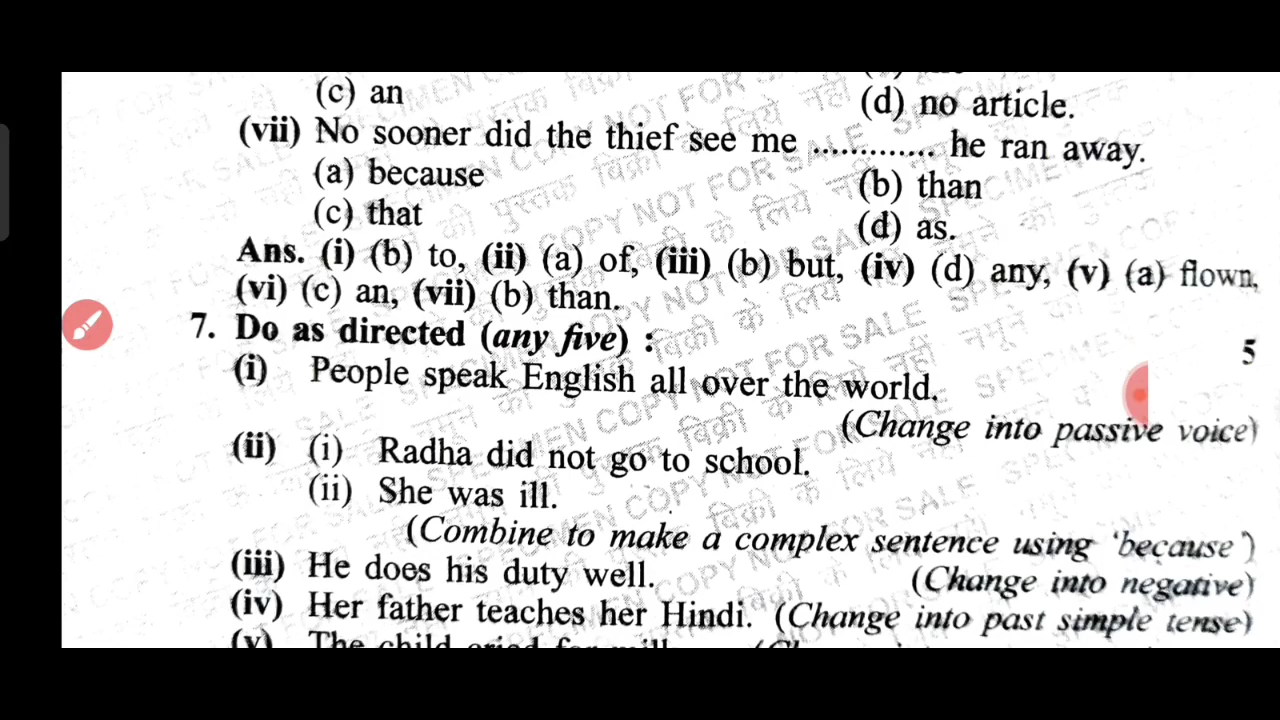 (c) an
(d) no article.
(vii) No sooner did the thief see me ............. he ran away.
(a) because
(b) than
(c) that
(d) as.
Ans. (i) (b) to, (ii) (a) of, (iii) (b) but, (iv) (d) any, (v) (a) flown,
(vi) (c) an, (vii) (b) than.
7. Do as directed (any five) :
5
(i) People speak English all over the world.
(Change into passive voice)
(ii) (i) Radha did not go to school.
(ii) She was ill.
(Combine to make a complex sentence using 'because')
(iii) He does his duty well. (Change into negative)
(iv) Her father teaches her Hindi. (Change into past simple tense)
(v) The child cried for